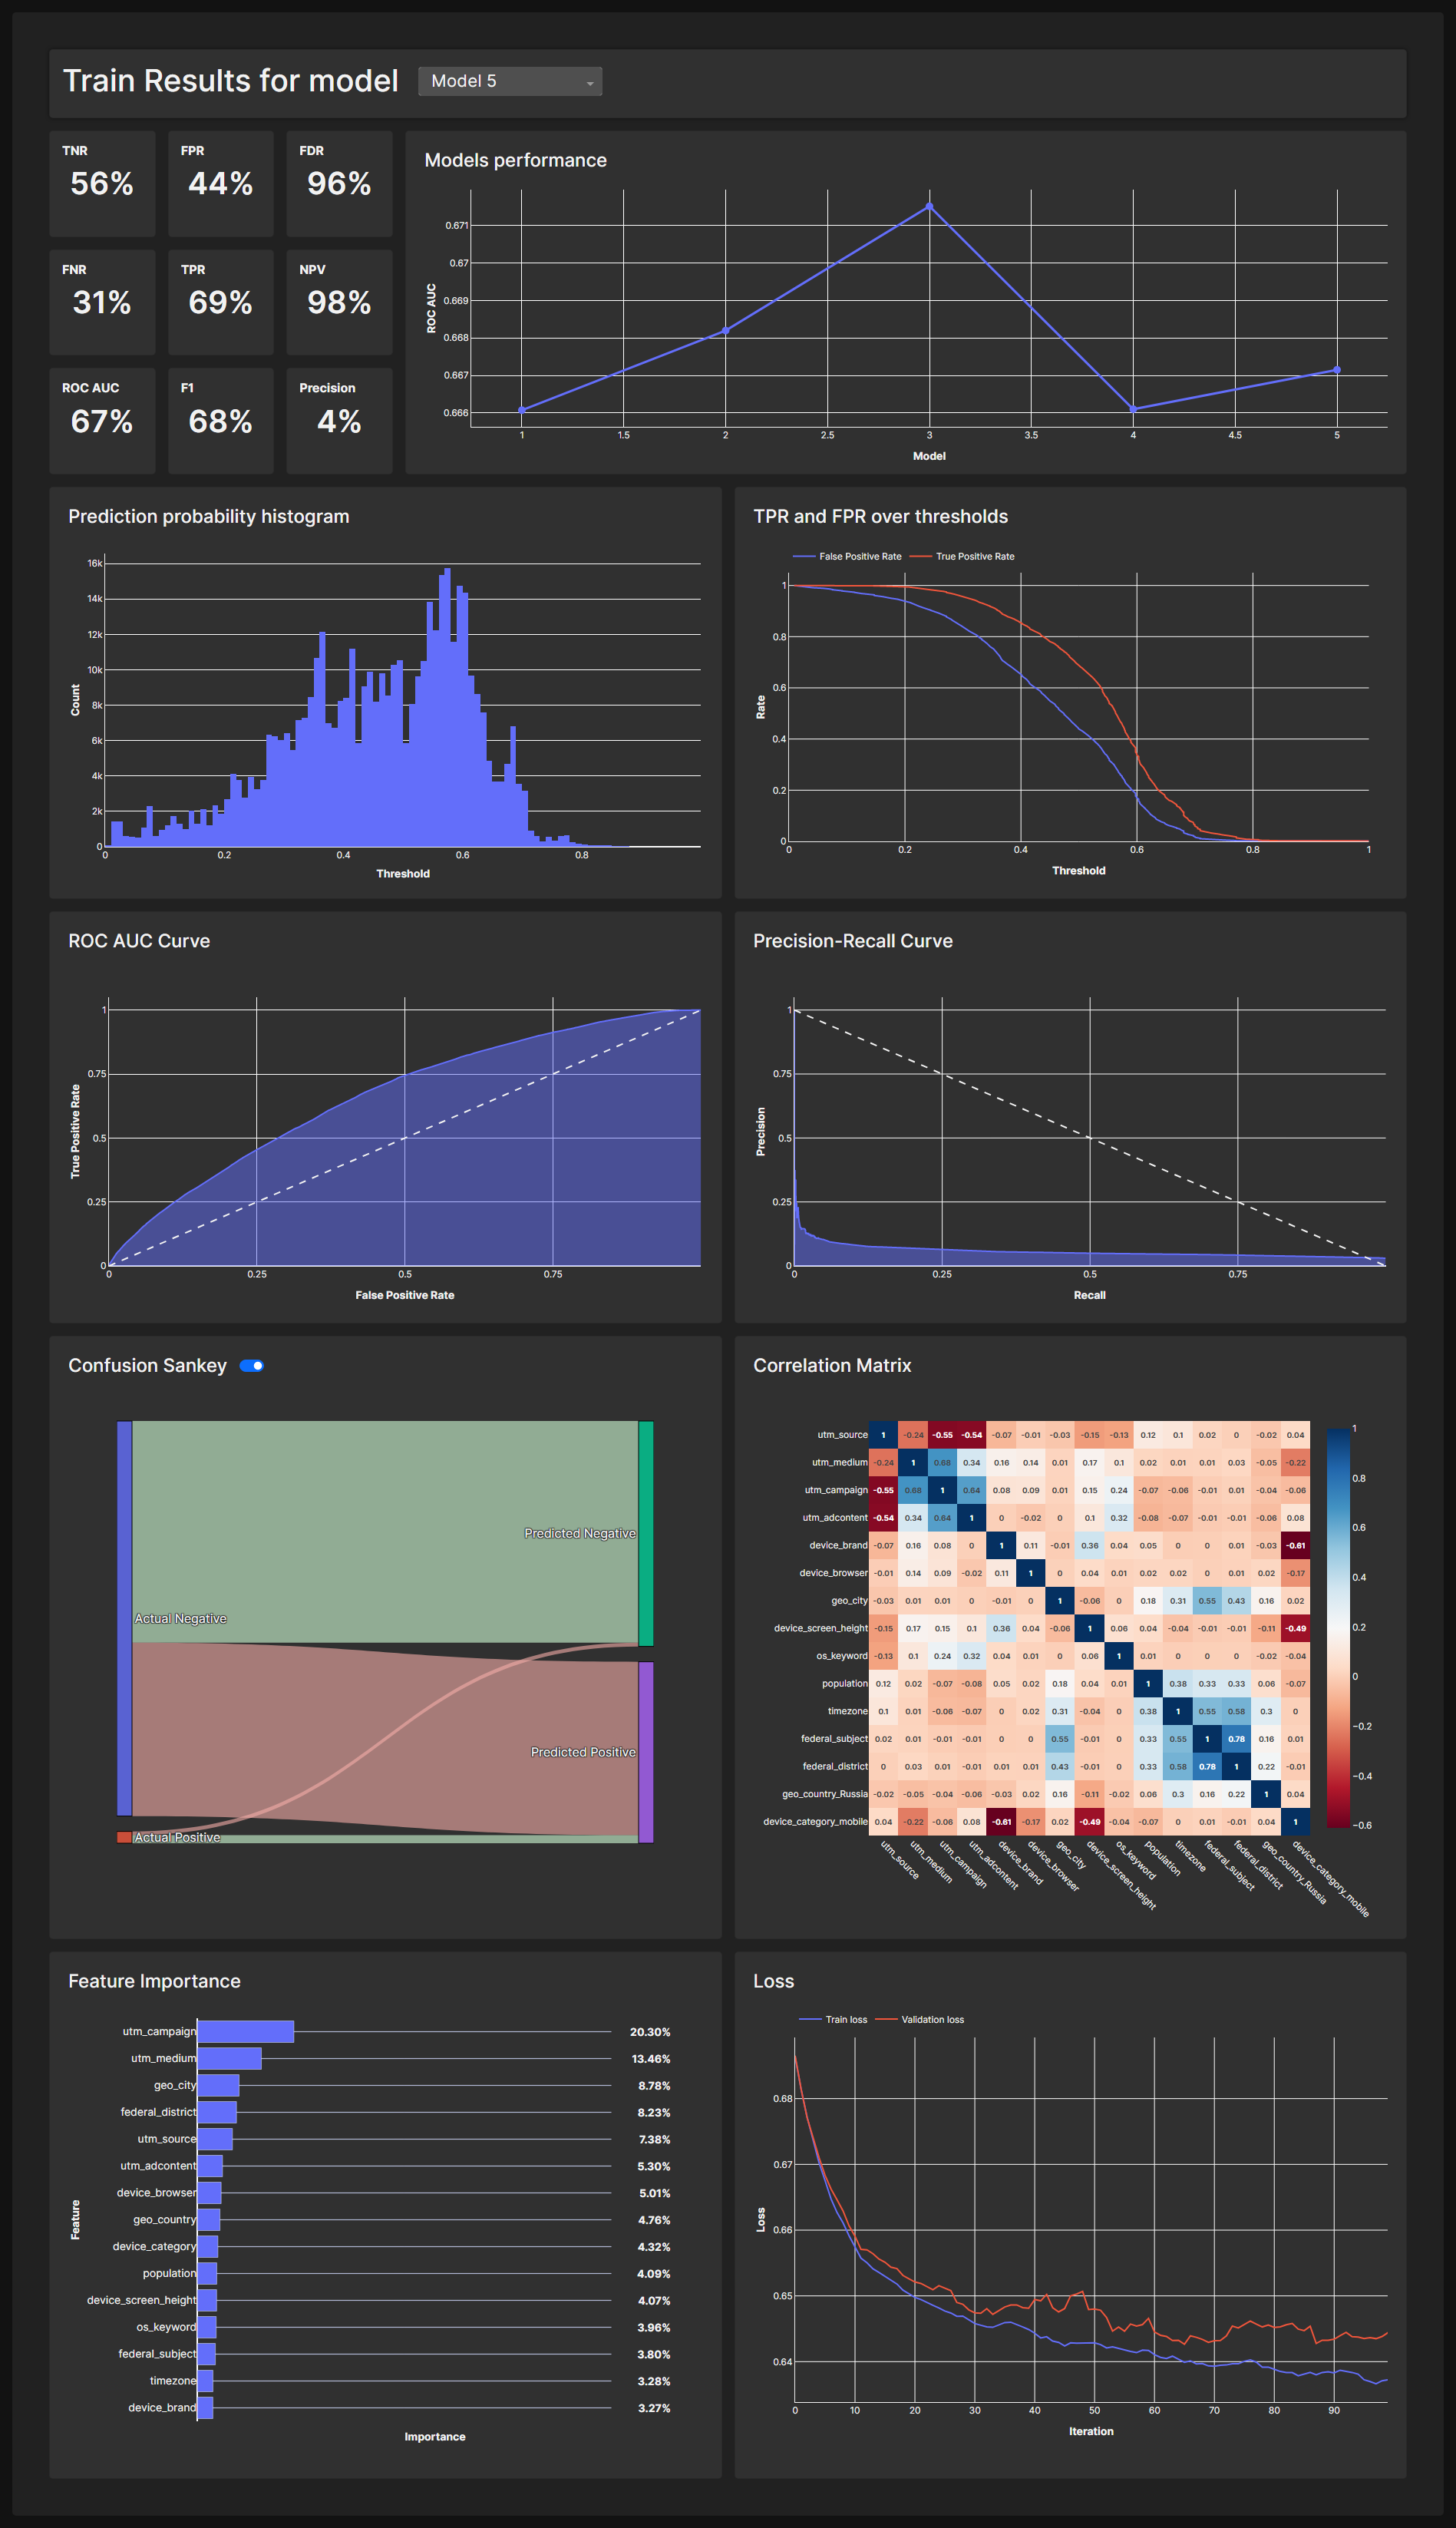 Train Results for model
Model 5
TNR
56%
FPR
44%
FDR
96%
FNR
31%
TPR
69%
NPV
98%
ROC AUC
67%
F1
68%
Precision
4%
Models performance
ROC AUC
0.671
0.67
0.669
0.668
0.667
0.666
1 1.5 2 2.5 3 3.5 4 4.5 5
Model
Prediction probability histogram
Count
16k
14k
12k
10k
8k
6k
4k
2k
0
0 0.2 0.4 0.6 0.8
Threshold
TPR and FPR over thresholds
False Positive Rate True Positive Rate
Rate
1
0.8
0.6
0.4
0.2
0
0 0.2 0.4 0.6 0.8 1
Threshold
ROC AUC Curve
True Positive Rate
1
0.75
0.5
0.25
0
0 0.25 0.5 0.75
False Positive Rate
Precision-Recall Curve
Precision
1
0.75
0.5
0.25
0
0 0.25 0.5 0.75
Recall
Confusion Sankey
Predicted Negative
Actual Negative
Predicted Positive
Actual Positive
Correlation Matrix
utm_source 1 -0.24 -0.55 -0.54 -0.07 -0.01 -0.03 -0.15 -0.13 0.12 0.1 0.02 0 -0.02 0.04
utm_medium -0.24 1 0.68 0.34 0.16 0.14 0.01 0.17 0.1 0.02 0.01 0.01 0.03 -0.05 -0.22
utm_campaign -0.55 0.68 1 0.64 0.08 0.09 0.01 0.15 0.24 -0.07 -0.06 -0.01 0.01 -0.04 -0.06
utm_adcontent -0.54 0.34 0.64 1 0 -0.02 0 0.1 0.32 -0.08 -0.07 -0.01 -0.01 -0.06 0.08
device_brand -0.07 0.16 0.08 0 1 0.11 -0.01 0.36 0.04 0.05 0 0 0.01 -0.03 -0.61
device_browser -0.01 0.14 0.09 -0.02 0.11 1 0 0.04 0.01 0.02 0.02 0 0.01 0.02 -0.17
geo_city -0.03 0.01 0.01 0 -0.01 0 1 -0.06 0 0.18 0.31 0.55 0.43 0.16 0.02
device_screen_height -0.15 0.17 0.15 0.1 0.36 0.04 -0.06 1 0.06 0.04 -0.04 -0.01 -0.01 -0.11 -0.49
os_keyword -0.13 0.1 0.24 0.32 0.04 0.01 0 0.06 1 0.01 0 0 0 -0.02 -0.04
population 0.12 0.02 -0.07 -0.08 0.05 0.02 0.18 0.04 0.01 1 0.38 0.33 0.33 0.06 -0.07
timezone 0.1 0.01 -0.06 -0.07 0 0.02 0.31 -0.04 0 0.38 1 0.55 0.58 0.3 0
federal_subject 0.02 0.01 -0.01 -0.01 0 0 0.55 -0.01 0 0.33 0.55 1 0.78 0.16 0.01
federal_district 0 0.03 0.01 -0.01 0.01 0.01 0.43 -0.01 0 0.33 0.58 0.78 1 0.22 -0.01
geo_country_Russia -0.02 -0.05 -0.04 -0.06 -0.03 0.02 0.16 -0.11 -0.02 0.06 0.3 0.16 0.22 1 0.04
device_category_mobile 0.04 -0.22 -0.06 0.08 -0.61 -0.17 0.02 -0.49 -0.04 -0.07 0 0.01 -0.01 0.04 1
utm_source utm_medium utm_campaign utm_adcontent device_brand device_browser geo_city device_screen_height os_keyword population timezone federal_subject federal_district geo_country_Russia device_category_mobile
1
0.8
0.6
0.4
0.2
0
−0.2
−0.4
−0.6
Feature Importance
Feature
utm_campaign 20.30%
utm_medium 13.46%
geo_city 8.78%
federal_district 8.23%
utm_source 7.38%
utm_adcontent 5.30%
device_browser 5.01%
geo_country 4.76%
device_category 4.32%
population 4.09%
device_screen_height 4.07%
os_keyword 3.96%
federal_subject 3.80%
timezone 3.28%
device_brand 3.27%
Importance
Loss
Train loss Validation loss
Loss
0.68
0.67
0.66
0.65
0.64
0 10 20 30 40 50 60 70 80 90
Iteration